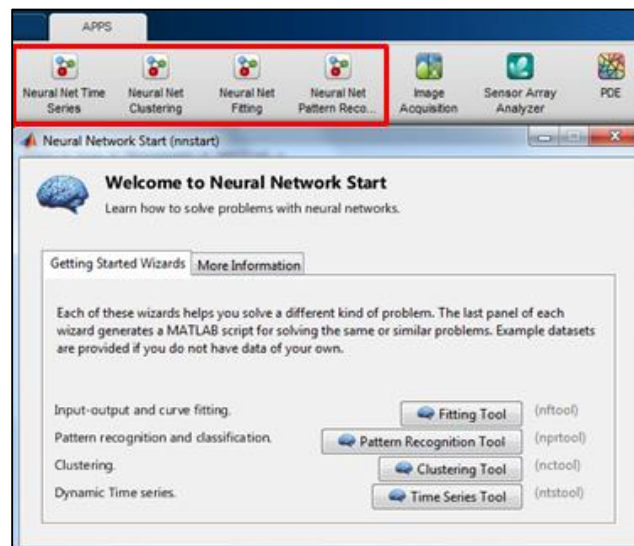 APPS
Neural Net Time Series
Neural Net Clustering
Neural Net Fitting
Neural Net Pattern Reco...
Image Acquisition
Sensor Array Analyzer
PDE
Neural Network Start (nnstart)
Welcome to Neural Network Start
Learn how to solve problems with neural networks.
Getting Started Wizards More Information
Each of these wizards helps you solve a different kind of problem. The last panel of each
wizard generates a MATLAB script for solving the same or similar problems. Example datasets
are provided if you do not have data of your own.
Input-output and curve fitting. Fitting Tool (nftool)
Pattern recognition and classification. Pattern Recognition Tool (nprtool)
Clustering. Clustering Tool (nctool)
Dynamic Time series. Time Series Tool (ntstool)